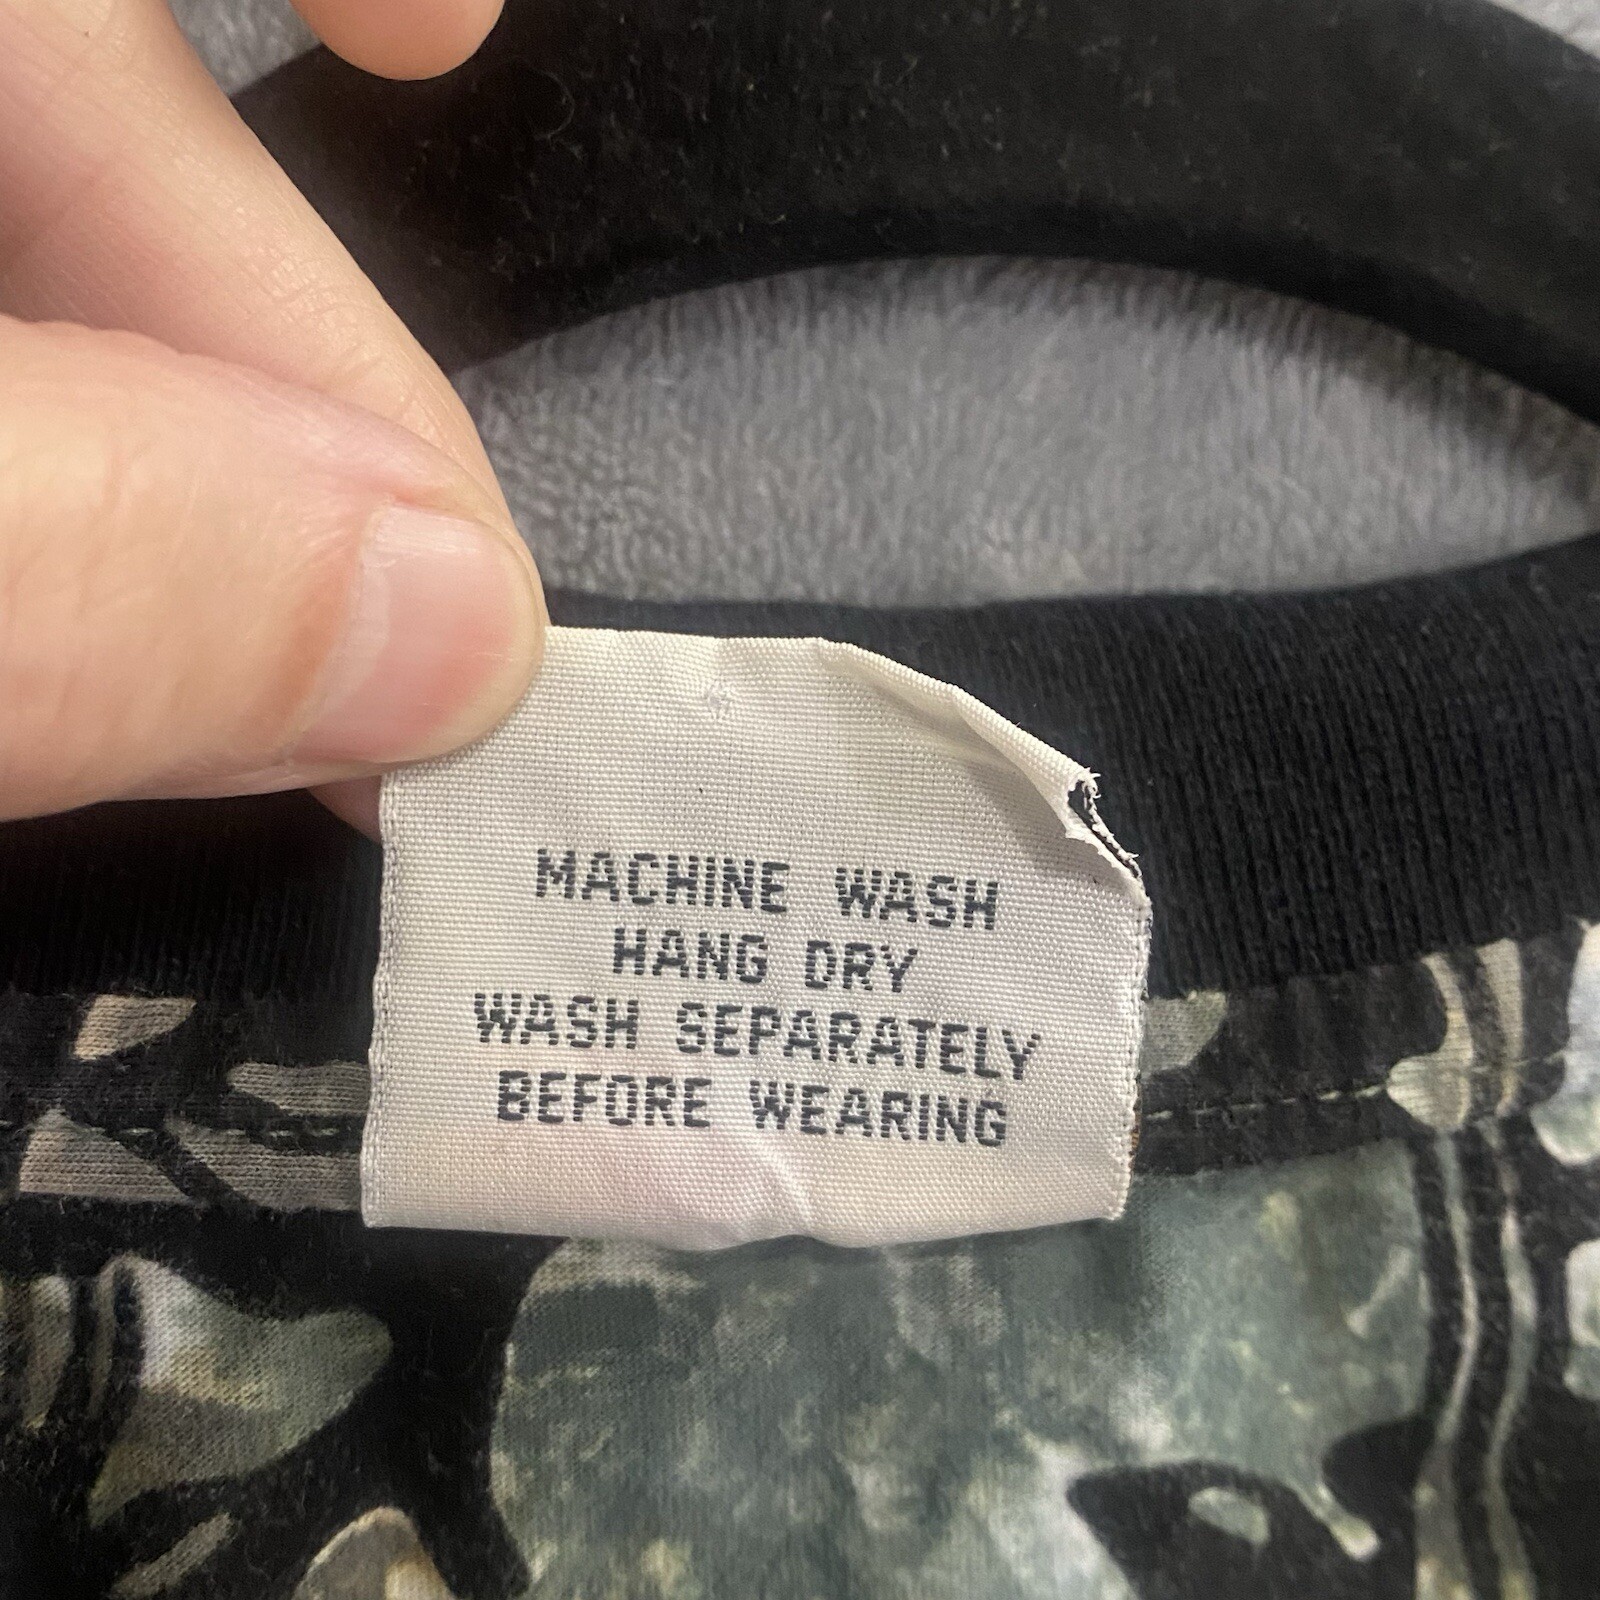 MACHINE WASH
HANG DRY
WASH SEPARATELY
BEFORE WEARING